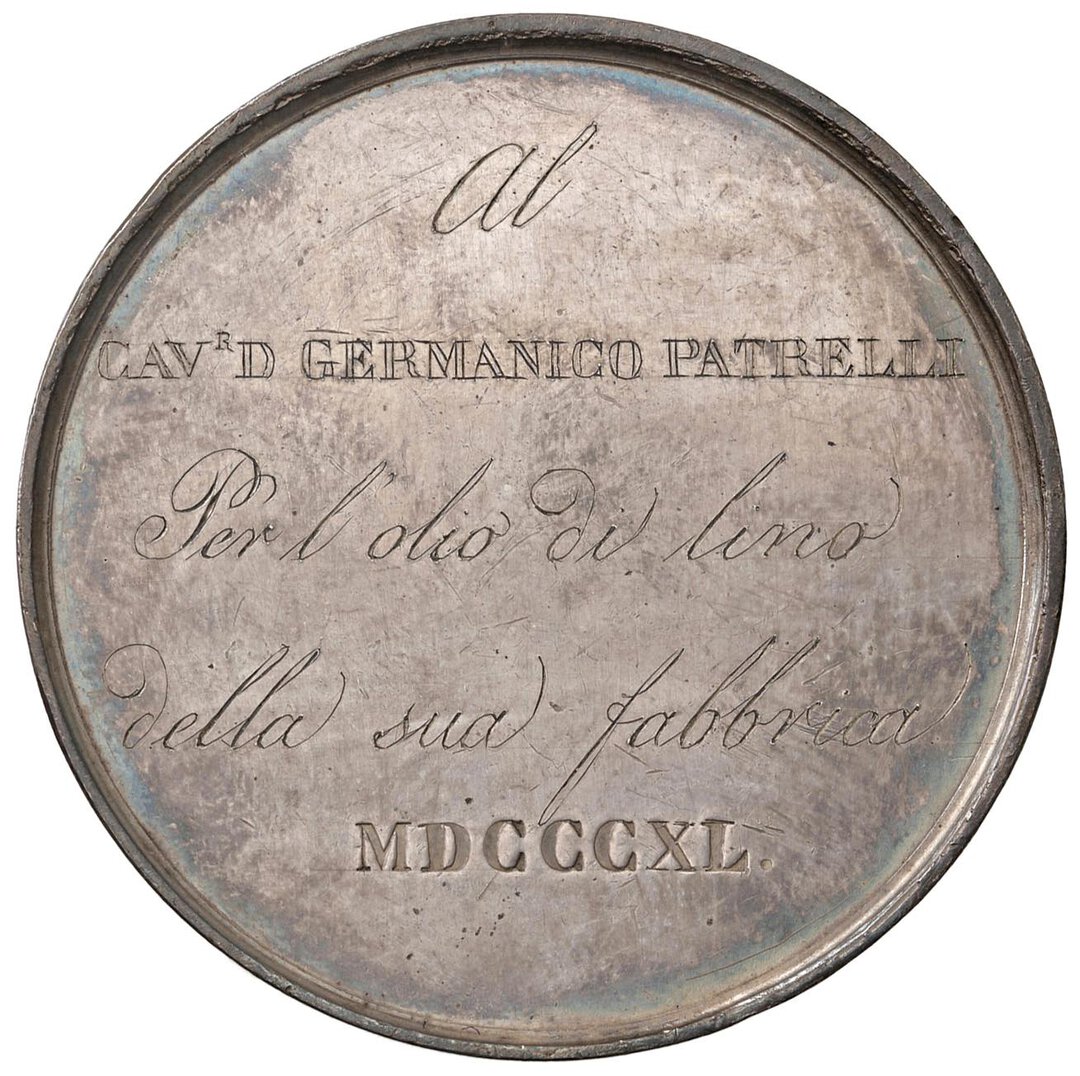 Al
CAVR D GERMANICO PATRELLI
Per l'olio di lino
della sua fabbrica
MDCCCXL.